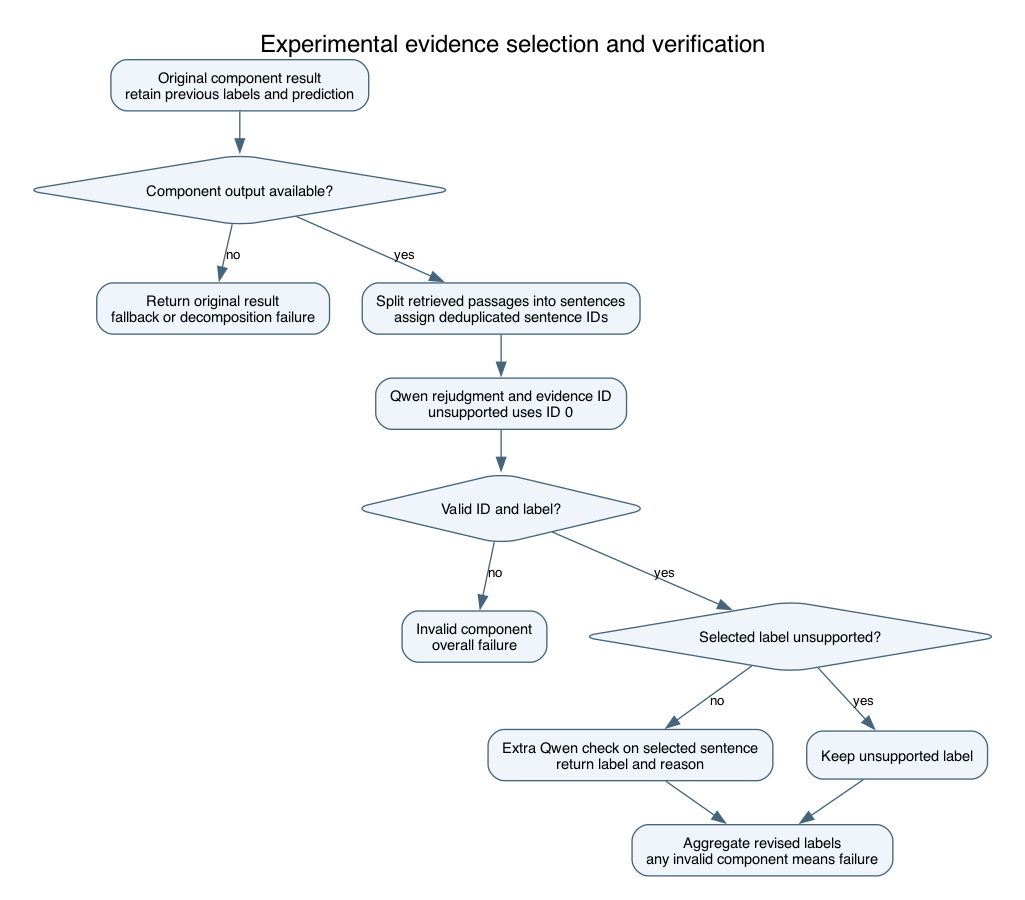 Experimental evidence selection and verification
Original component result
retain previous labels and prediction
Component output available?
no
yes
Return original result
fallback or decomposition failure
Split retrieved passages into sentences
assign deduplicated sentence IDs
Qwen rejudgment and evidence ID
unsupported uses ID 0
Valid ID and label?
no
yes
Invalid component
overall failure
Selected label unsupported?
no
yes
Extra Qwen check on selected sentence
return label and reason
Keep unsupported label
Aggregate revised labels
any invalid component means failure